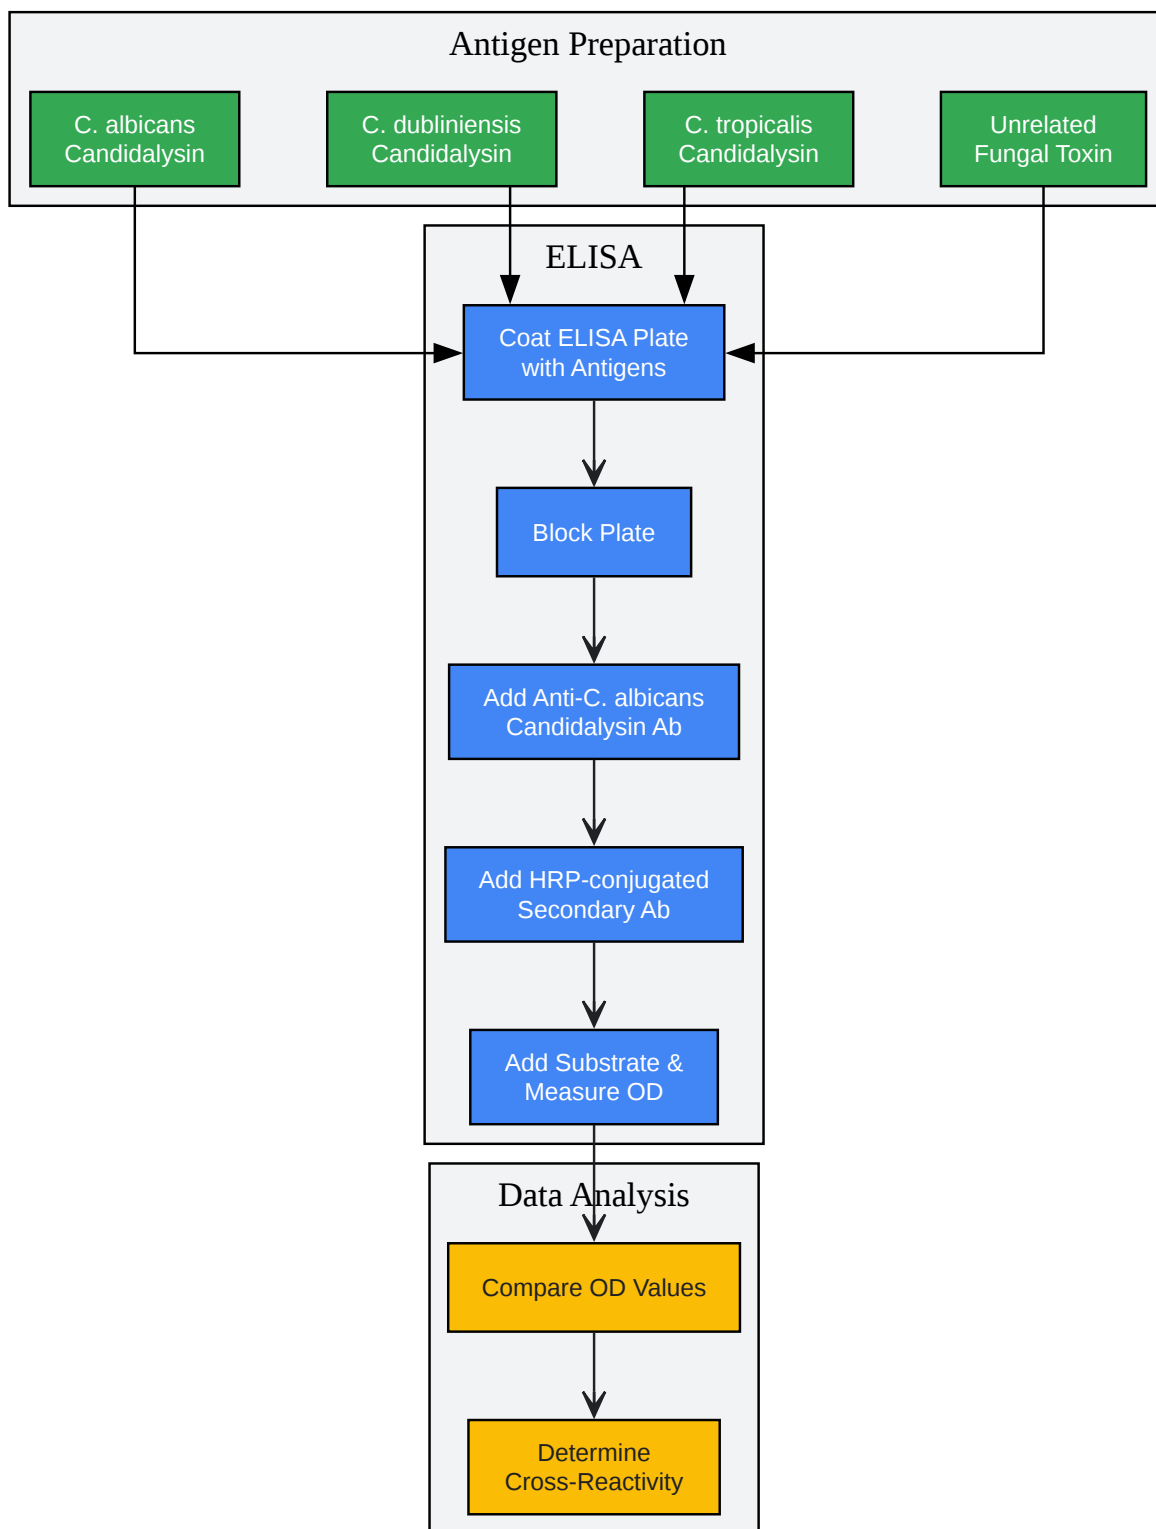 Antigen Preparation
C. albicans
Candidalysin
C. dubliniensis
Candidalysin
C. tropicalis
Candidalysin
Unrelated
Fungal Toxin
ELISA
Coat ELISA Plate
with Antigens
Block Plate
Add Anti-C. albicans
Candidalysin Ab
Add HRP-conjugated
Secondary Ab
Add Substrate &
Measure OD
Data Analysis
Compare OD Values
Determine
Cross-Reactivity